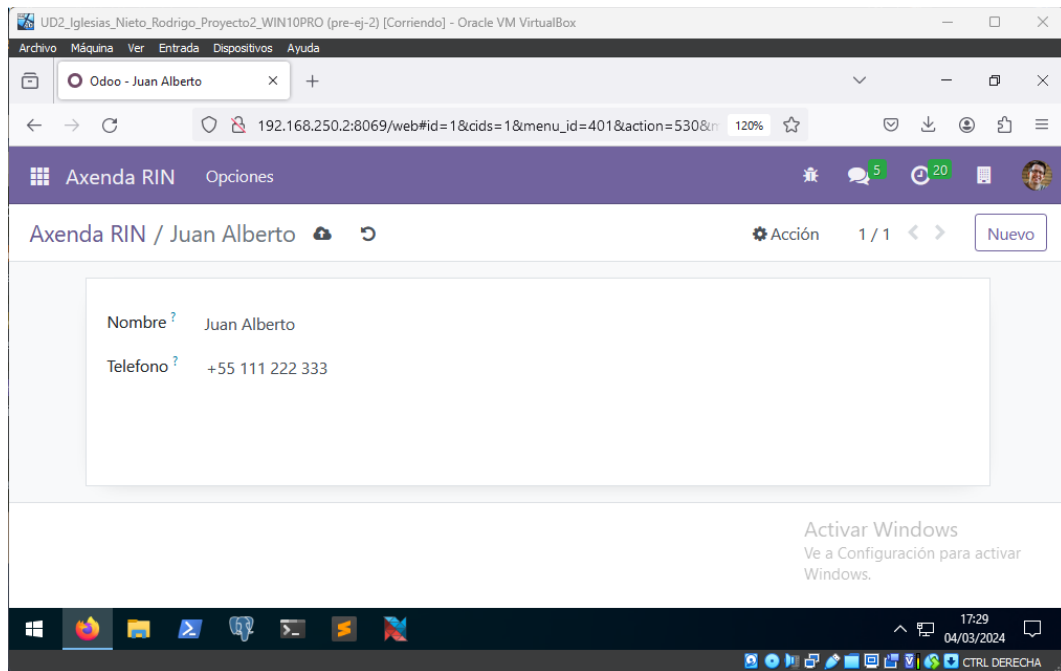 UD2_Iglesias_Nieto_Rodrigo_Proyecto2_WIN10PRO (pre-ej-2) [Corriendo] - Oracle VM VirtualBox
Archivo Máquina Ver Entrada Dispositivos Ayuda
Odoo - Juan Alberto
192.168.250.2:8069/web#id=1&cids=1&menu_id=401&action=530& 120%
Axenda RIN Opciones 5 20
Axenda RIN / Juan Alberto Acción 1 / 1 Nuevo
Nombre ? Juan Alberto
Telefono ? +55 111 222 333
Activar Windows
Ve a Configuración para activar
Windows.
17:29
04/03/2024
CTRL DERECHA